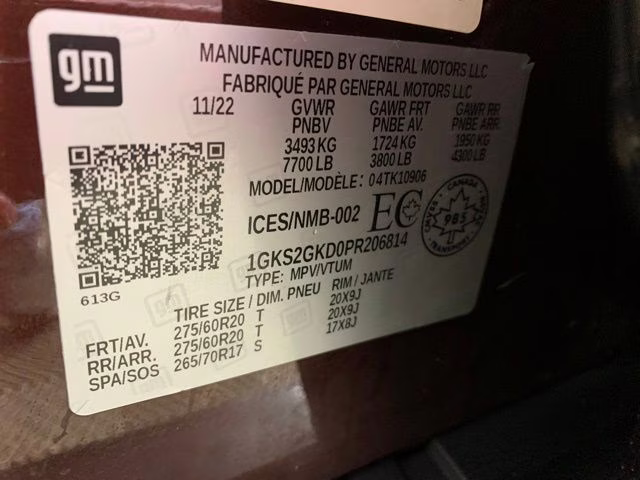 gm
MANUFACTURED BY GENERAL MOTORS LLC
FABRIQUÉ PAR GENERAL MOTORS LLC
11/22 GVWR GAWR FRT GAWR RR
PNBV PNBE AV. PNBE ARR.
3493 KG 1724 KG 1950 KG
7700 LB 3800 LB 4300 LB
MODEL/MODÈLE: 04TK10906
ICES/NMB-002 EC
CANADA
985
1GKS2GKD0PR206814
TYPE: MPV/VTUM
613G
TIRE SIZE / DIM. PNEU RIM / JANTE
FRT/AV. 275/60R20 T 20X9J
RR/ARR. 275/60R20 T 20X9J
SPA/SOS 265/70R17 S 17X8J